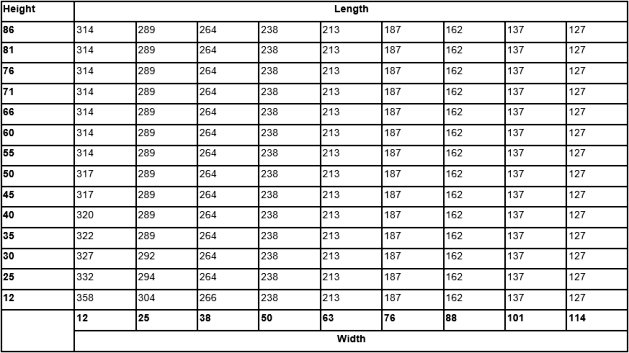 Height Length
86 314 289 264 238 213 187 162 137 127
81 314 289 264 238 213 187 162 137 127
76 314 289 264 238 213 187 162 137 127
71 314 289 264 238 213 187 162 137 127
66 314 289 264 238 213 187 162 137 127
60 314 289 264 238 213 187 162 137 127
55 314 289 264 238 213 187 162 137 127
50 317 289 264 238 213 187 162 137 127
45 317 289 264 238 213 187 162 137 127
40 320 289 264 238 213 187 162 137 127
35 322 289 264 238 213 187 162 137 127
30 327 292 264 238 213 187 162 137 127
25 332 294 264 238 213 187 162 137 127
12 358 304 266 238 213 187 162 137 127
12 25 38 50 63 76 88 101 114
Width